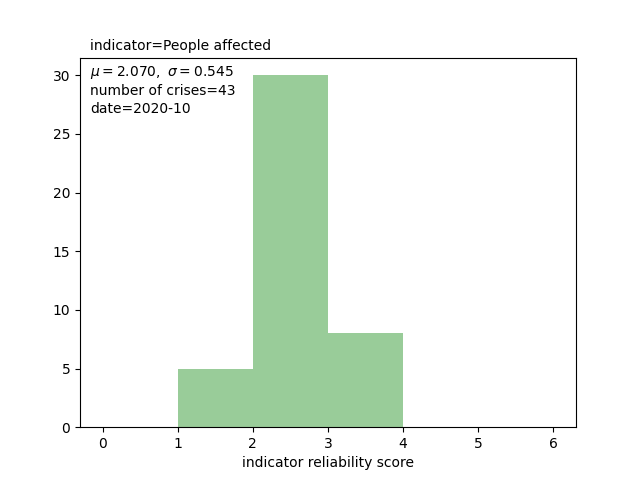 indicator=People affected
μ = 2.070, σ = 0.545
number of crises=43
date=2020-10
30
25
20
15
10
5
0
0 1 2 3 4 5 6
indicator reliability score